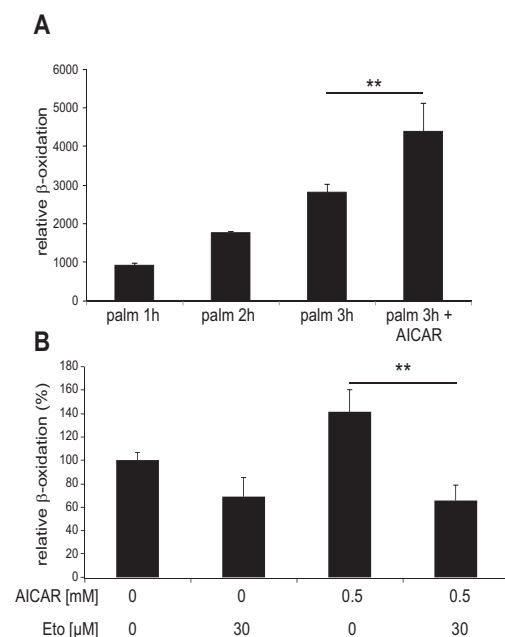 A
**
6000
5000
4000
3000
2000
1000
0
relative β-oxidation
palm 1h palm 2h palm 3h palm 3h +
AICAR
B
**
180
160
140
120
100
80
60
40
20
0
relative β-oxidation (%)
AICAR [mM] 0 0 0.5 0.5
Eto [µM] 0 30 0 30